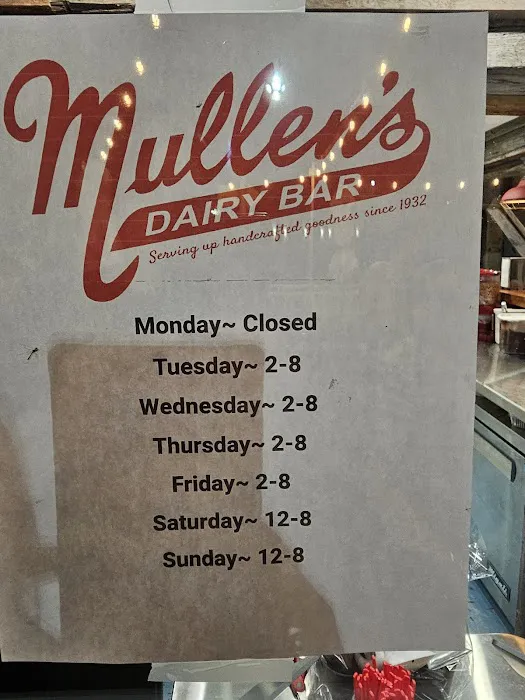 Mullen's
DAIRY BAR
Serving up handcrafted goodness since 1932
Monday~ Closed
Tuesday~ 2-8
Wednesday~ 2-8
Thursday~ 2-8
Friday~ 2-8
Saturday~ 12-8
Sunday~ 12-8